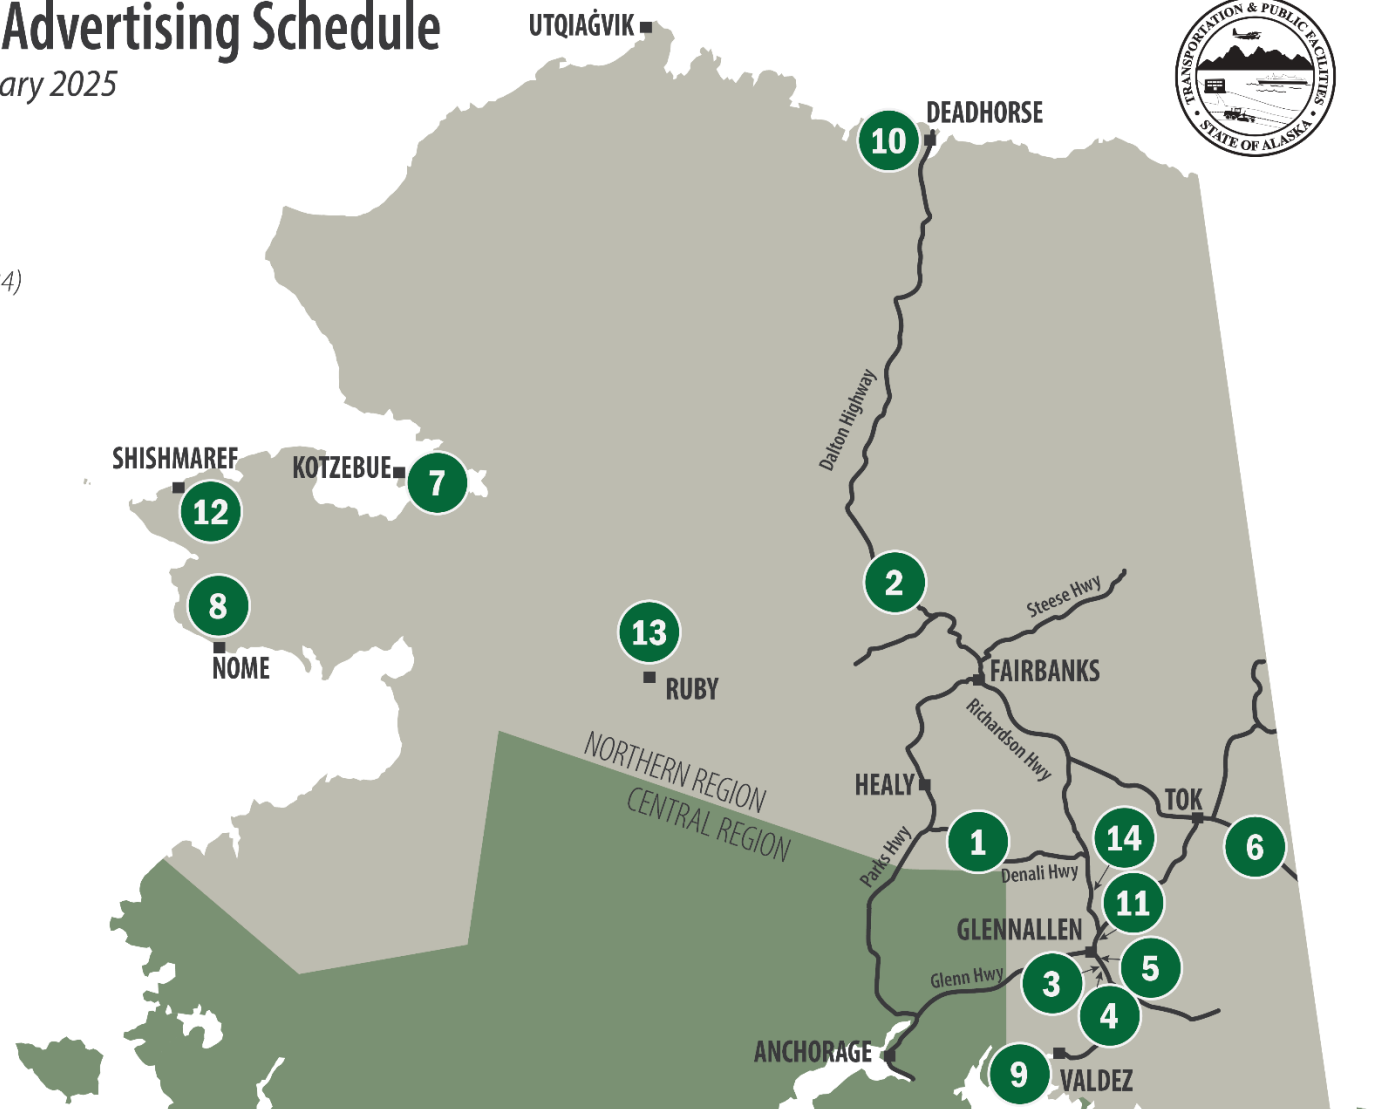 Advertising Schedule
ary 2025
4)
TRANSPORTATION & PUBLIC FACILITIES
• STATE OF ALASKA •
UTQIAĠVIK
DEADHORSE
10
Dalton Highway
SHISHMAREF
KOTZEBUE
7
12
2
Steese Hwy
8
NOME
13
RUBY
FAIRBANKS
Richardson Hwy
NORTHERN REGION
CENTRAL REGION
HEALY
TOK
1
14
6
Parks Hwy
Denali Hwy
11
GLENNALLEN
5
3
Glenn Hwy
4
ANCHORAGE
9
VALDEZ